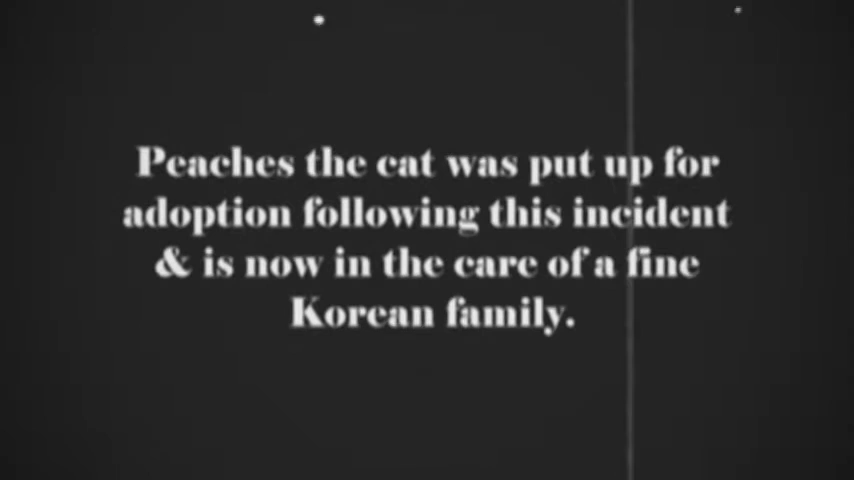 Peaches the cat was put up for
adoption following this incident
& is now in the care of a fine
Korean family.